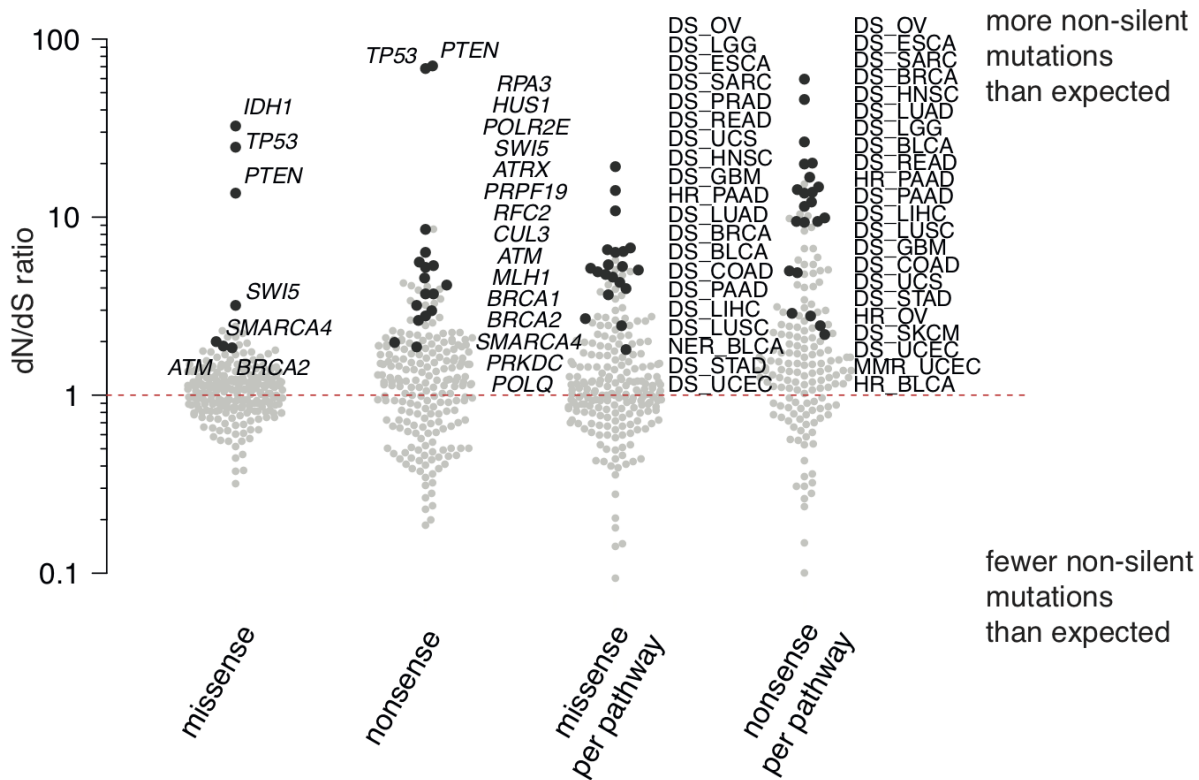 dN/dS ratio
100
10
1
0.1
IDH1
TP53
PTEN
SWI5
SMARCA4
ATM BRCA2
TP53 PTEN
RPA3
HUS1
POLR2E
SWI5
ATRX
PRPF19
RFC2
CUL3
ATM
MLH1
BRCA1
BRCA2
SMARCA4
PRKDC
POLQ
DS_OV
DS_LGG
DS_ESCA
DS_SARC
DS_PRAD
DS_READ
DS_UCS
DS_HNSC
DS_GBM
HR_PAAD
DS_LUAD
DS_BRCA
DS_BLCA
DS_COAD
DS_PAAD
DS_LIHC
DS_LUSC
NER_BLCA
DS_STAD
DS_UCEC
DS_OV
DS_ESCA
DS_SARC
DS_BRCA
DS_HNSC
DS_LUAD
DS_LGG
DS_BLCA
DS_READ
HR_PAAD
DS_PAAD
DS_LIHC
DS_LUSC
DS_GBM
DS_COAD
DS_UCS
DS_STAD
HR_OV
DS_SKCM
DS_UCEC
MMR_UCEC
HR_BLCA
more non-silent
mutations
than expected
fewer non-silent
mutations
than expected
missense
nonsense
missense
per pathway
nonsense
per pathway